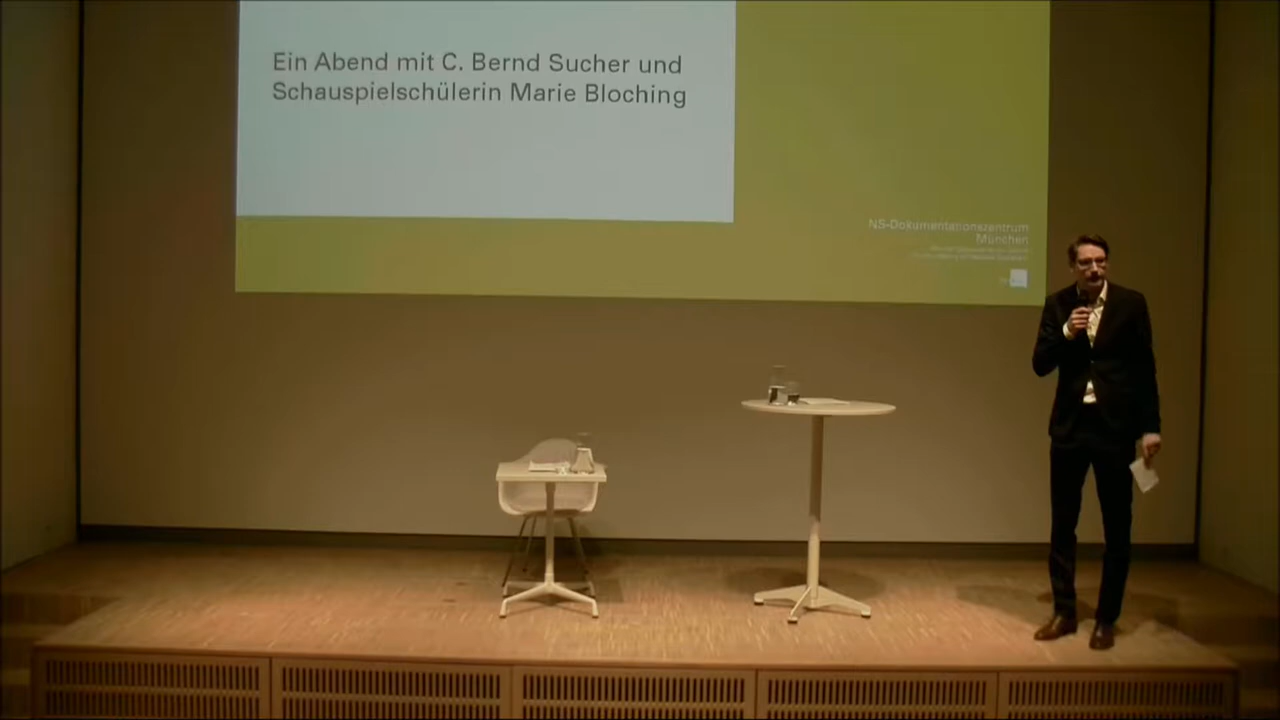 Ein Abend mit C. Bernd Sucher und
Schauspielschülerin Marie Bloching
NS-Dokumentationszentrum
München